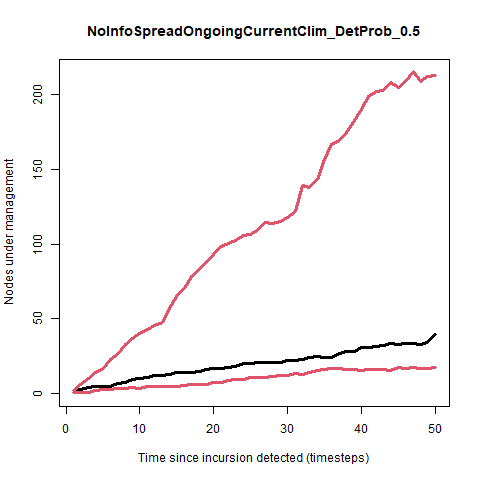 NoInfoSpreadOngoingCurrentClim_DetProb_0.5
Nodes under management
200
150
100
50
0
0 10 20 30 40 50
Time since incursion detected (timesteps)